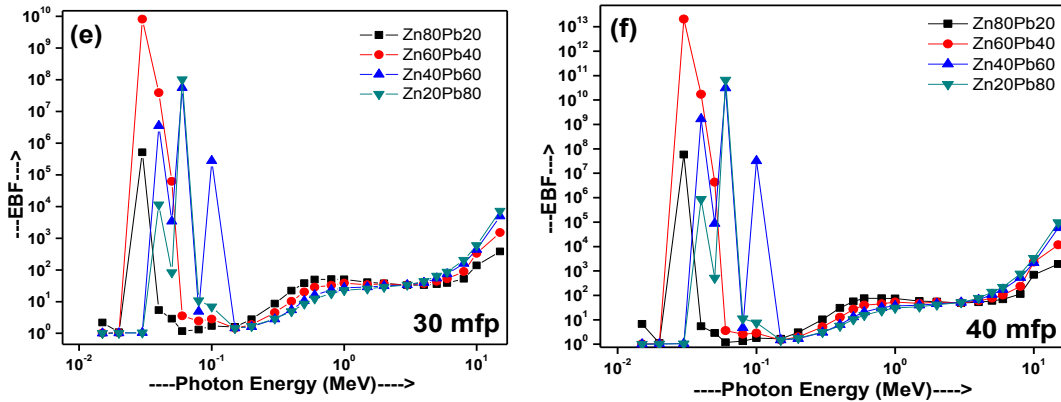 (e)
Zn80Pb20
Zn60Pb40
Zn40Pb60
Zn20Pb80
10^10
10^9
10^8
10^7
10^6
10^5
10^4
10^3
10^2
10^1
10^0
---EBF--->
30 mfp
10^-2
10^-1
10^0
10^1
----Photon Energy (MeV)---->
(f)
Zn80Pb20
Zn60Pb40
Zn40Pb60
Zn20Pb80
10^13
10^12
10^11
10^10
10^9
10^8
10^7
10^6
10^5
10^4
10^3
10^2
10^1
10^0
---EBF--->
40 mfp
10^-2
10^-1
10^0
10^1
----Photon Energy (MeV)---->